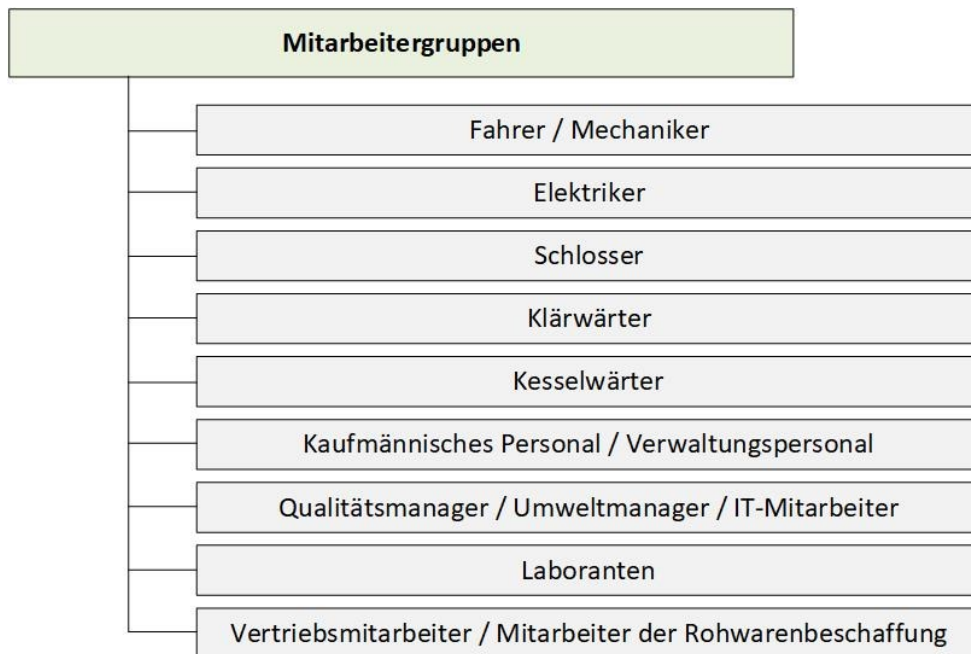 Mitarbeitergruppen
Fahrer / Mechaniker
Elektriker
Schlosser
Klärwärter
Kesselwärter
Kaufmännisches Personal / Verwaltungspersonal
Qualitätsmanager / Umweltmanager / IT-Mitarbeiter
Laboranten
Vertriebsmitarbeiter / Mitarbeiter der Rohwarenbeschaffung